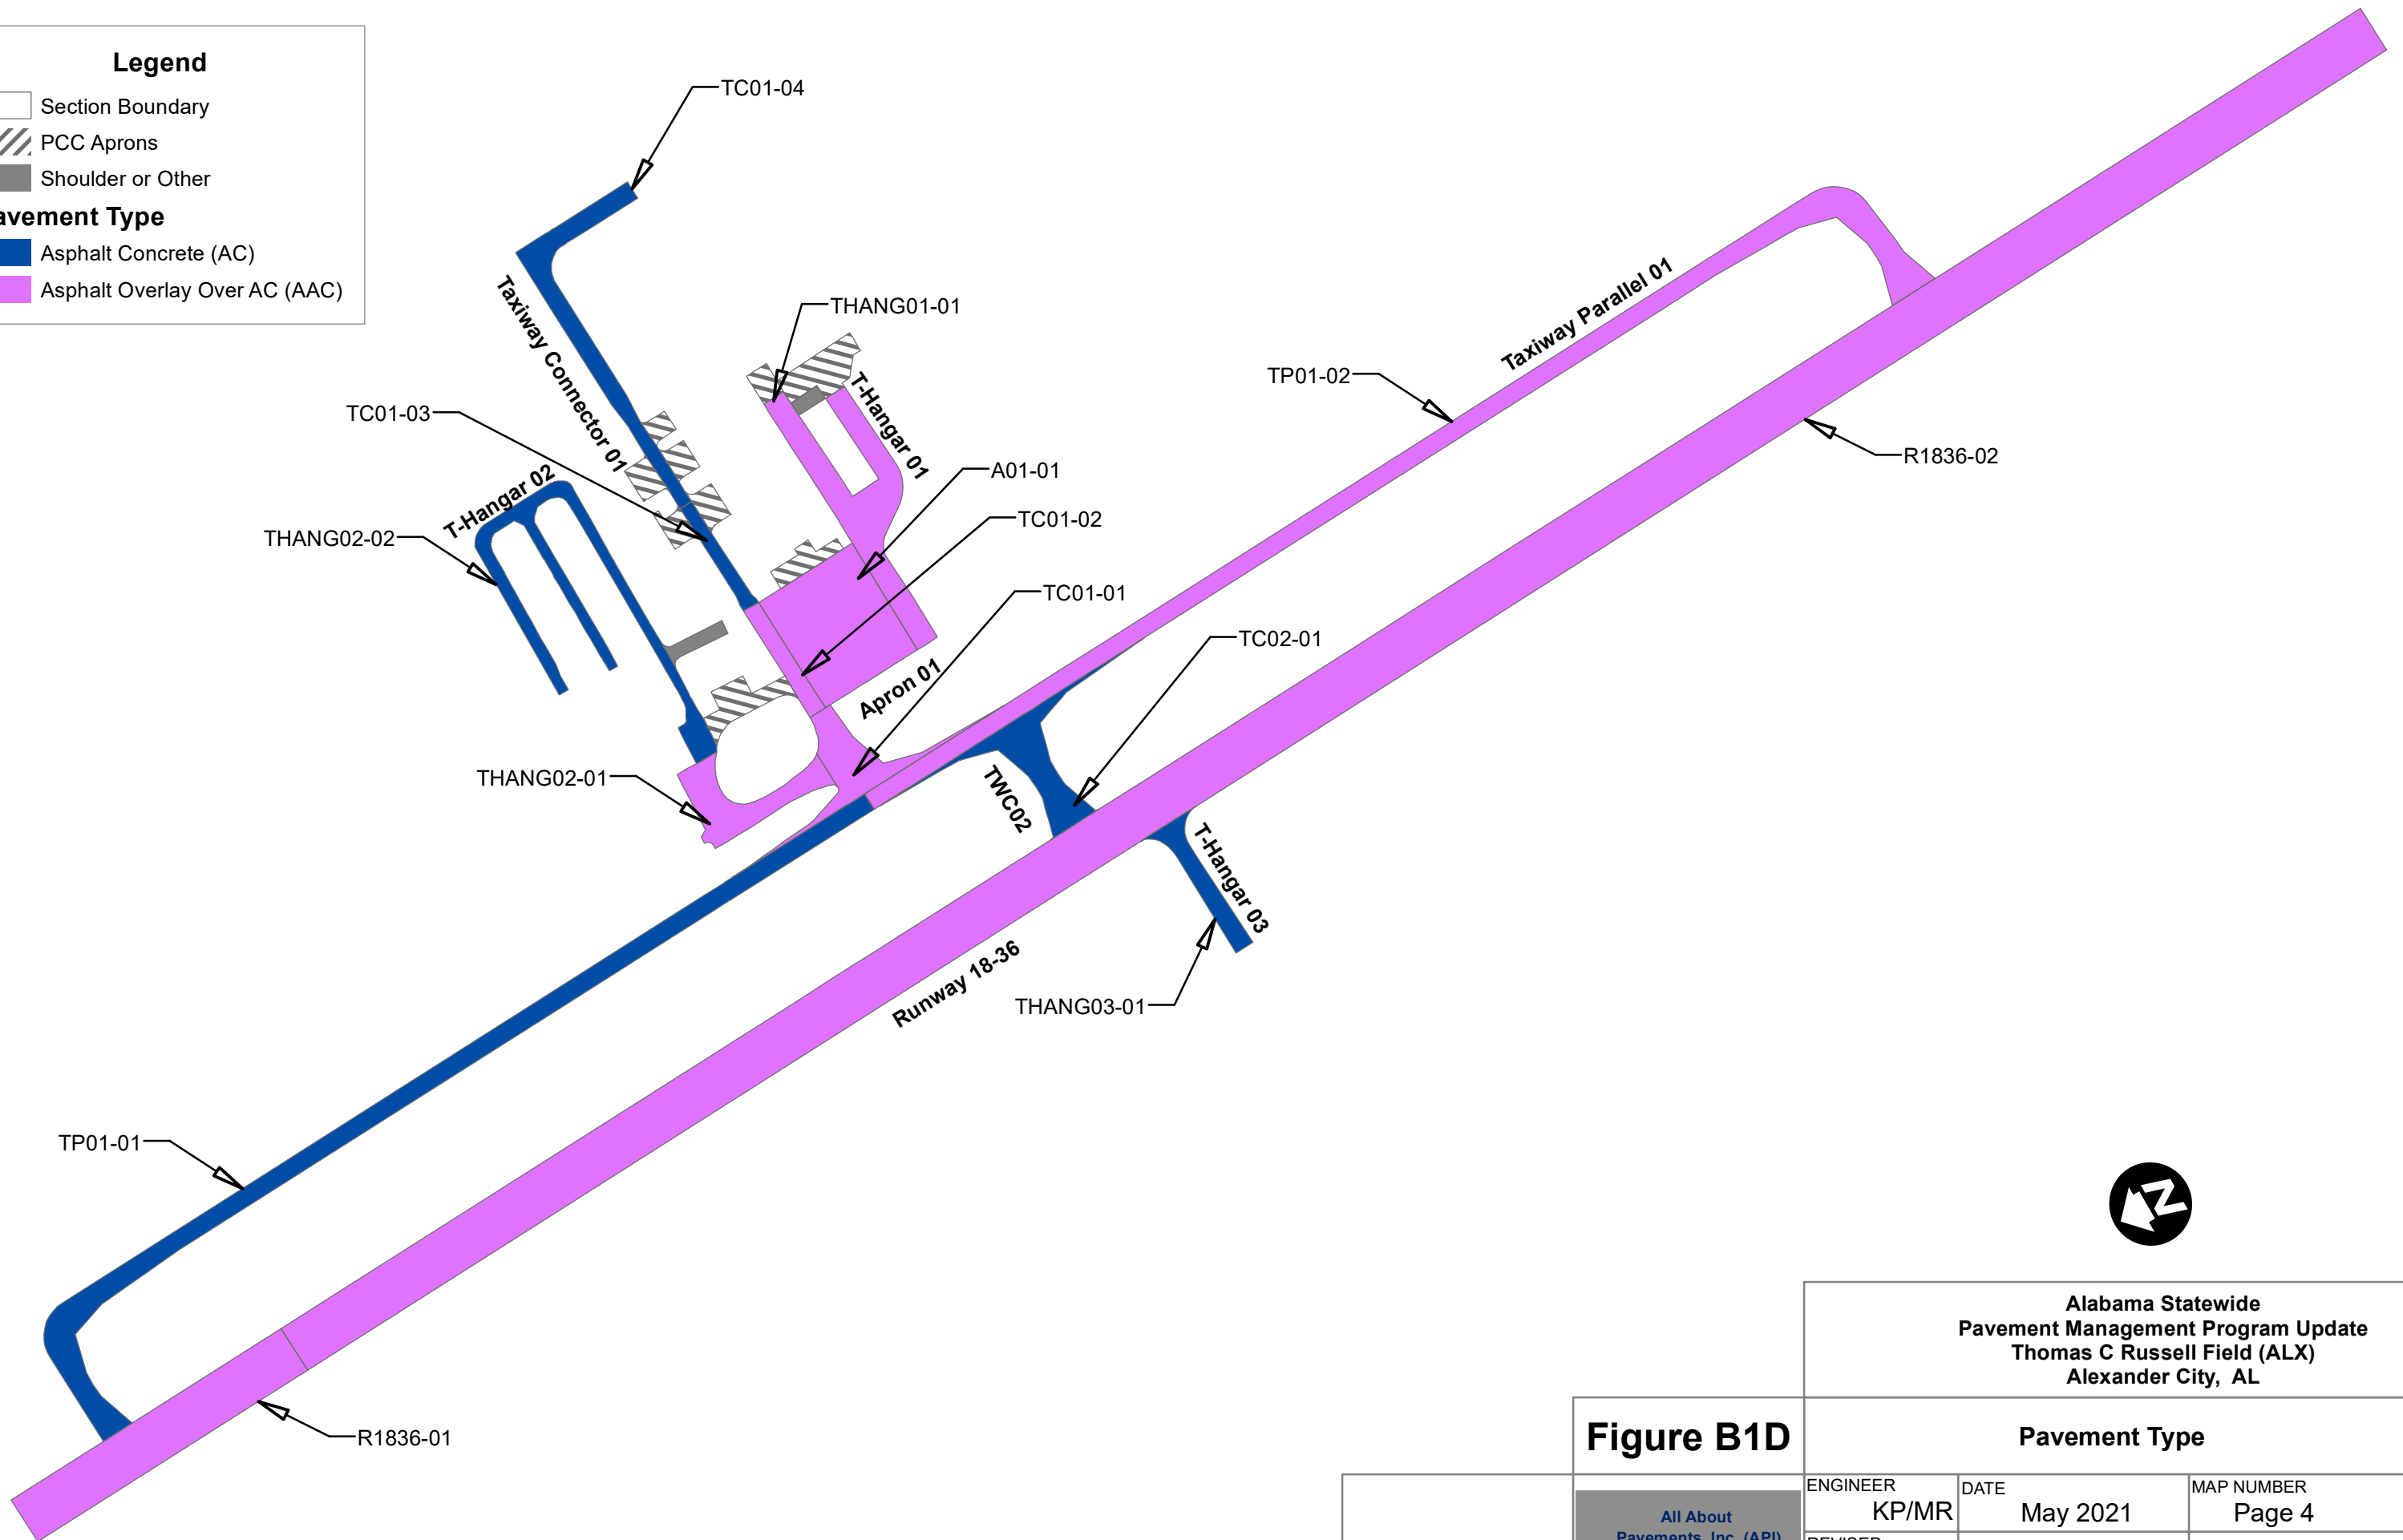 Legend
Section Boundary
PCC Aprons
Shoulder or Other
avement Type
Asphalt Concrete (AC)
Asphalt Overlay Over AC (AAC)
TC01-04
Taxiway Connector 01
THANG01-01
T-Hangar 01
Taxiway Parallel 01
TP01-02
TC01-03
R1836-02
A01-01
T-Hangar 02
TC01-02
THANG02-02
TC01-01
TC02-01
Apron 01
THANG02-01
TWC02
T-Hangar 03
Runway 18-36
THANG03-01
TP01-01
R1836-01
N
Alabama Statewide
Pavement Management Program Update
Thomas C Russell Field (ALX)
Alexander City, AL
Figure B1D
Pavement Type
ENGINEER
KP/MR
DATE
May 2021
MAP NUMBER
Page 4
All About
Pavements, Inc. (API)
REVISED